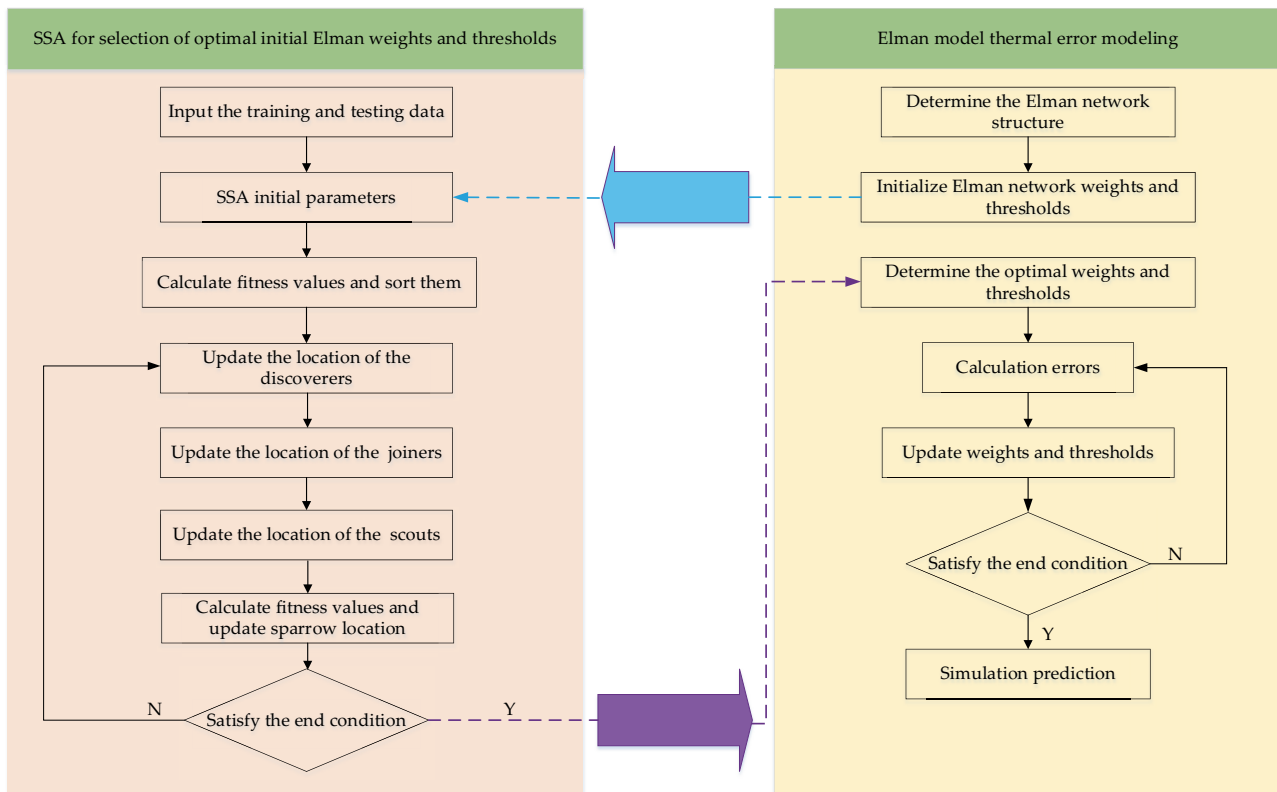 SSA for selection of optimal initial Elman weights and thresholds
Input the training and testing data
SSA initial parameters
Calculate fitness values and sort them
Update the location of the
discoverers
Update the location of the joiners
Update the location of the scouts
Calculate fitness values and
update sparrow location
Satisfy the end condition
N
Y
Elman model thermal error modeling
Determine the Elman network
structure
Initialize Elman network weights and
thresholds
Determine the optimal weights and
thresholds
Calculation errors
Update weights and thresholds
Satisfy the end condition
N
Y
Simulation prediction